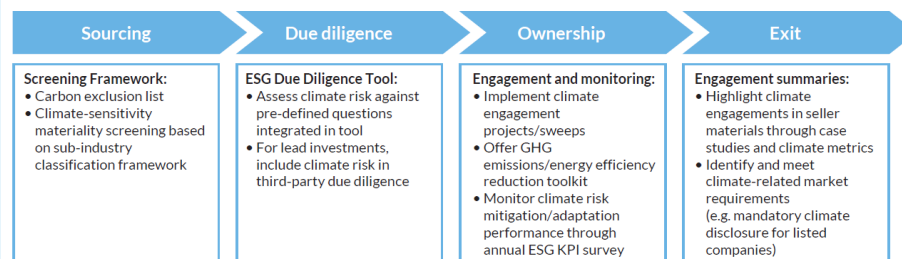 Sourcing
Due diligence
Ownership
Exit
Screening Framework:
• Carbon exclusion list
• Climate-sensitivity
materiality screening based
on sub-industry
classification framework
ESG Due Diligence Tool:
• Assess climate risk against
pre-defined questions
integrated in tool
• For lead investments,
include climate risk in
third-party due diligence
Engagement and monitoring:
• Implement climate
engagement
projects/sweeps
• Offer GHG
emissions/energy efficiency
reduction toolkit
• Monitor climate risk
mitigation/adaptation
performance through
annual ESG KPI survey
Engagement summaries:
• Highlight climate
engagements in seller
materials through case
studies and climate metrics
• Identify and meet
climate-related market
requirements
(e.g. mandatory climate
disclosure for listed
companies)